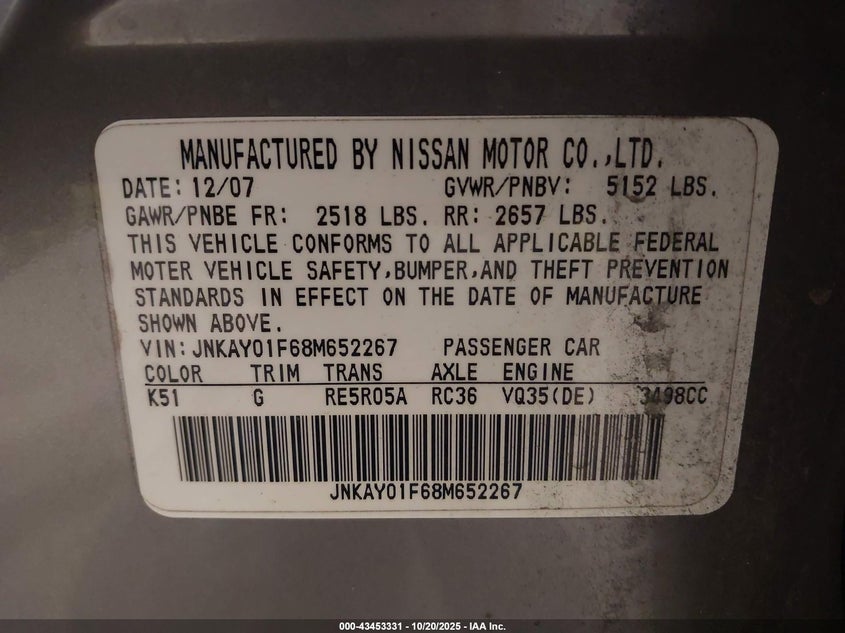 MANUFACTURED BY NISSAN MOTOR CO.,LTD.
DATE: 12/07 GVWR/PNBV: 5152 LBS.
GAWR/PNBE FR: 2518 LBS. RR: 2657 LBS.
THIS VEHICLE CONFORMS TO ALL APPLICABLE FEDERAL
MOTER VEHICLE SAFETY,BUMPER,AND THEFT PREVENTION
STANDARDS IN EFFECT ON THE DATE OF MANUFACTURE
SHOWN ABOVE.
VIN: JNKAY01F68M652267 PASSENGER CAR
COLOR TRIM TRANS AXLE ENGINE
K51 G RE5R05A RC36 VQ35(DE) 3498CC
JNKAY01F68M652267
000-43453331 - 10/20/2025 - IAA Inc.